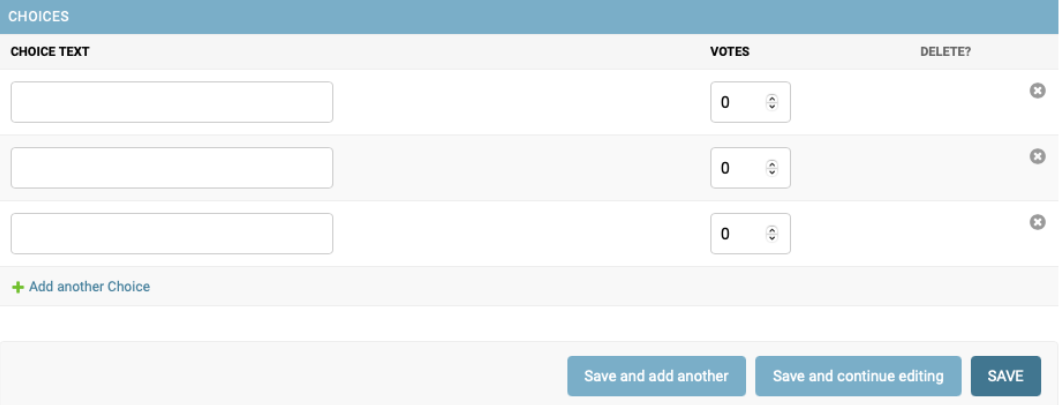 CHOICES
CHOICE TEXT VOTES DELETE?
0
0
0
Add another Choice
Save and add another Save and continue editing SAVE